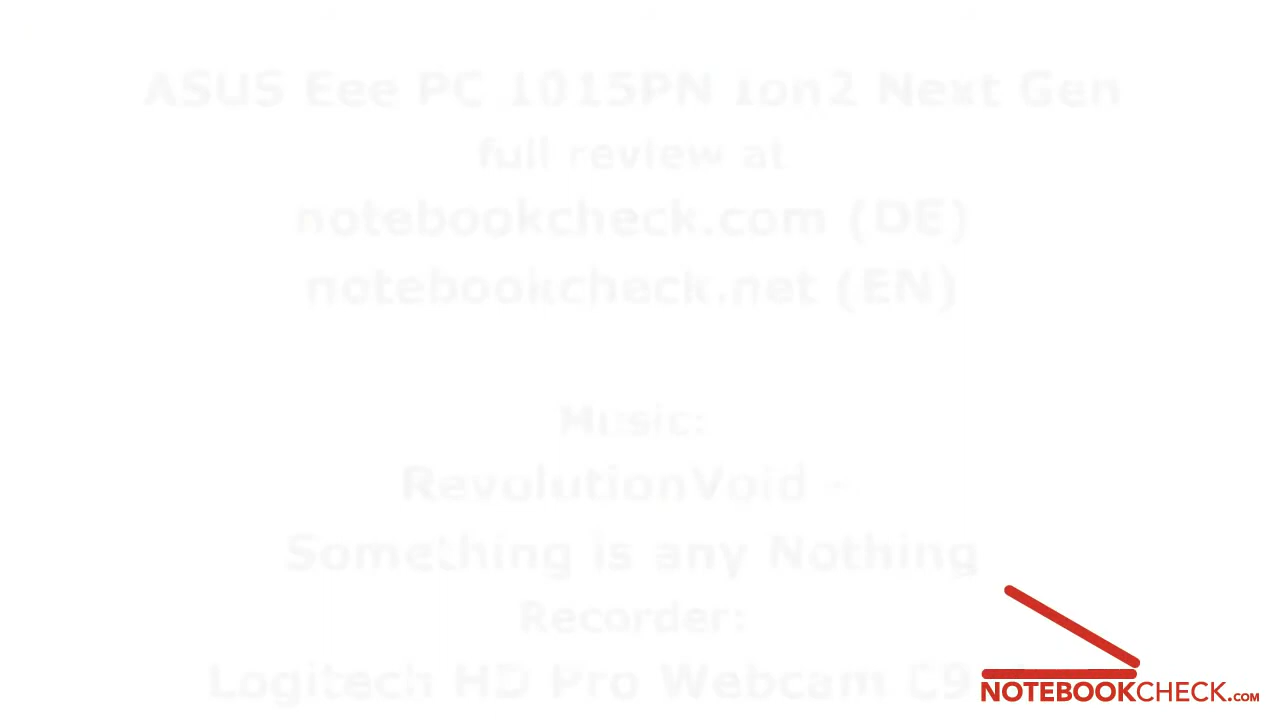 ASUS Eee PC 1015PN Ion2 Next Gen
full review at
notebookcheck.com (DE)
notebookcheck.net (EN)
Music:
RevolutionVoid -
Something is any Nothing
Recorder:
Logitech HD Pro Webcam
NOTEBOOKCHECK.COM